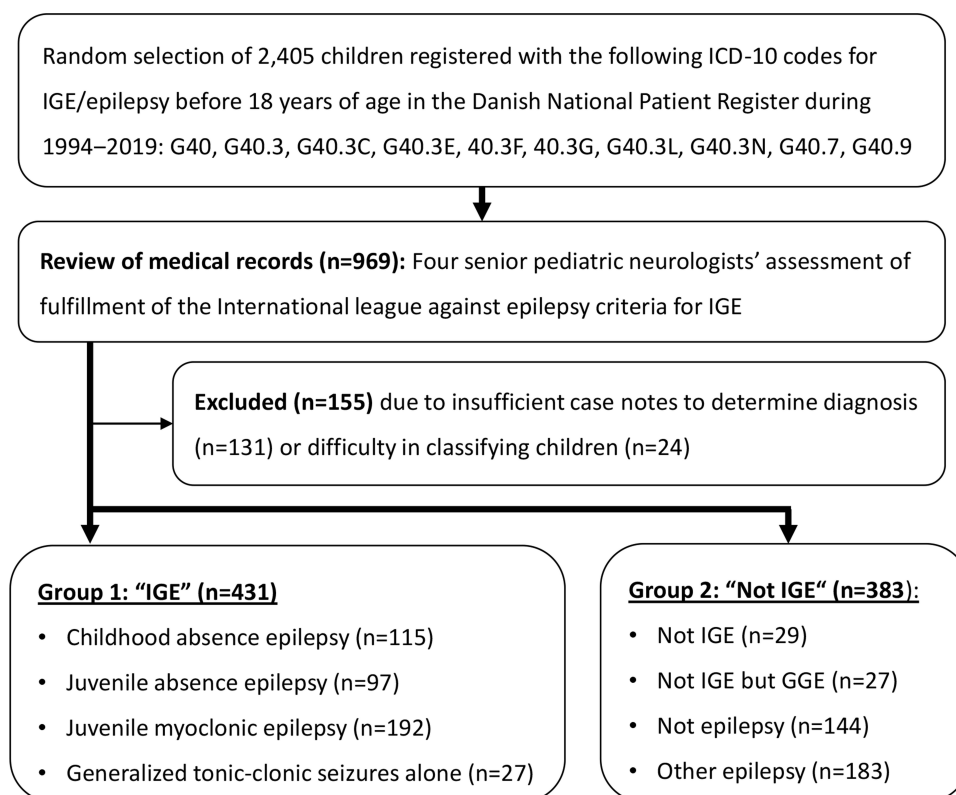 Random selection of 2,405 children registered with the following ICD-10 codes for
IGE/epilepsy before 18 years of age in the Danish National Patient Register during
1994–2019: G40, G40.3, G40.3C, G40.3E, 40.3F, 40.3G, G40.3L, G40.3N, G40.7, G40.9
Review of medical records (n=969): Four senior pediatric neurologists’ assessment of
fulfillment of the International league against epilepsy criteria for IGE
Excluded (n=155) due to insufficient case notes to determine diagnosis
(n=131) or difficulty in classifying children (n=24)
Group 1: “IGE” (n=431)
• Childhood absence epilepsy (n=115)
• Juvenile absence epilepsy (n=97)
• Juvenile myoclonic epilepsy (n=192)
• Generalized tonic-clonic seizures alone (n=27)
Group 2: “Not IGE“ (n=383):
• Not IGE (n=29)
• Not IGE but GGE (n=27)
• Not epilepsy (n=144)
• Other epilepsy (n=183)